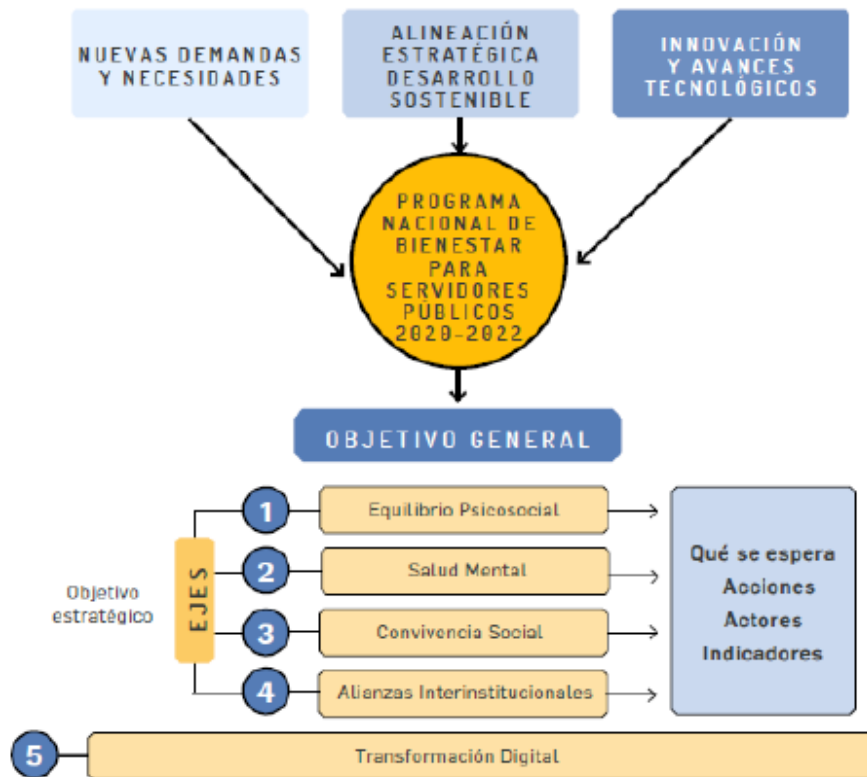 NUEVAS DEMANDAS
Y NECESIDADES
ALINEACIÓN
ESTRATÉGICA
DESARROLLO
SOSTENIBLE
INNOVACIÓN
Y AVANCES
TECNOLÓGICOS
PROGRAMA
NACIONAL DE
BIENESTAR
PARA
SERVIDORES
PÚBLICOS
2020-2022
OBJETIVO GENERAL
Objetivo
estratégico
EJES
1
Equilibrio Psicosocial
2
Salud Mental
3
Convivencia Social
4
Alianzas Interinstitucionales
Qué se espera
Acciones
Actores
Indicadores
5
Transformación Digital